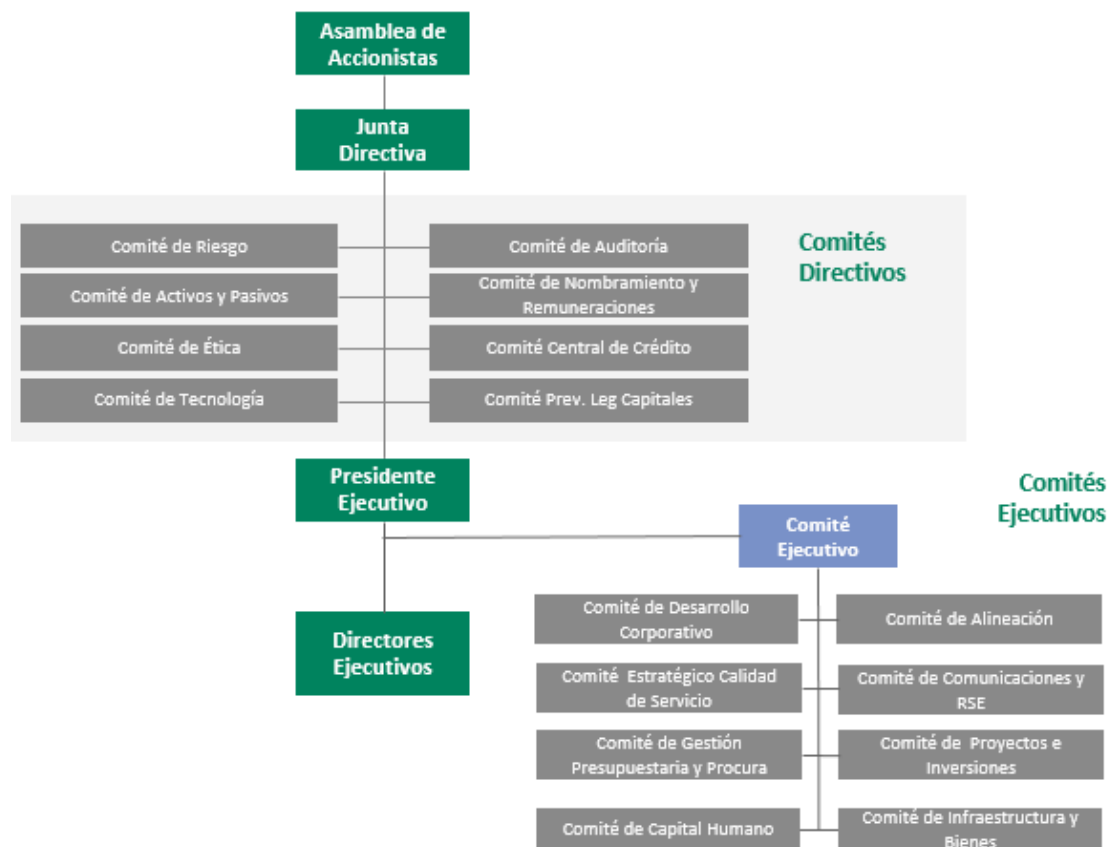 Asamblea de
Accionistas
Junta
Directiva
Comité de Riesgo
Comité de Auditoría
Comités
Directivos
Comité de Activos y Pasivos
Comité de Nombramiento y
Remuneraciones
Comité de Ética
Comité Central de Crédito
Comité de Tecnología
Comité Prev. Leg Capitales
Presidente
Ejecutivo
Comités
Ejecutivos
Comité
Ejecutivo
Directores
Ejecutivos
Comité de Desarrollo
Corporativo
Comité de Alineación
Comité Estratégico Calidad
de Servicio
Comité de Comunicaciones y
RSE
Comité de Gestión
Presupuestaria y Procura
Comité de Proyectos e
Inversiones
Comité de Capital Humano
Comité de Infraestructura y
Bienes